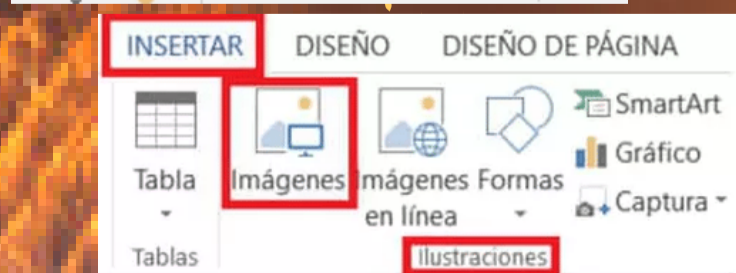 INSERTAR DISEÑO DISEÑO DE PÁGINA
Tabla
Imágenes
Imágenes
en línea
Formas
SmartArt
Gráfico
Captura
Tablas
Ilustraciones